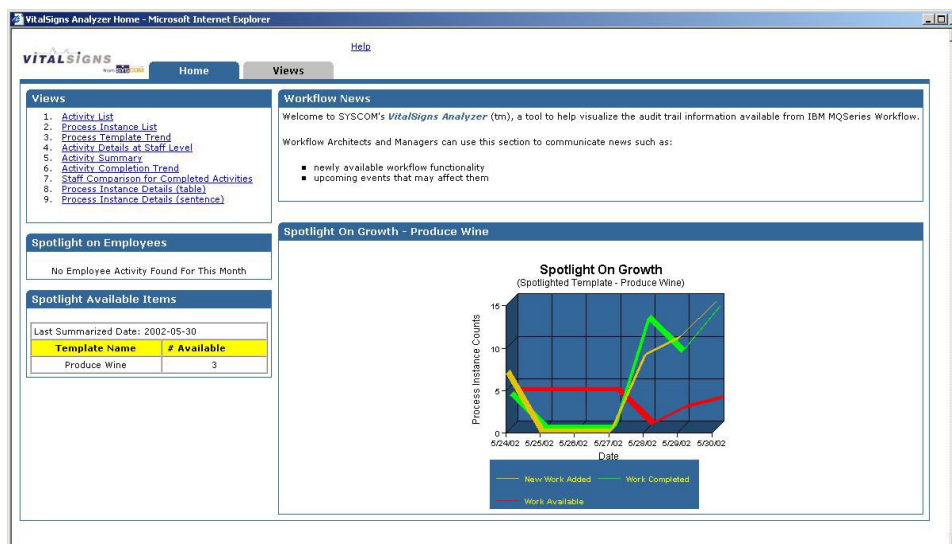 VitalSigns Analyzer Home - Microsoft Internet Explorer
Help
VITALSIGNS
from SYSCOM
Home
Views
Views
1. Activity List
2. Process Instance List
3. Process Template Trend
4. Activity Details at Staff Level
5. Activity Summary
6. Activity Completion Trend
7. Staff Comparison for Completed Activities
8. Process Instance Details (table)
9. Process Instance Details (sentence)
Spotlight on Employees
No Employee Activity Found For This Month
Spotlight Available Items
Last Summarized Date: 2002-05-30
Template Name # Available
Produce Wine 3
Workflow News
Welcome to SYSCOM's VitalSigns Analyzer (tm), a tool to help visualize the audit trail information available from IBM MQSeries Workflow.
Workflow Architects and Managers can use this section to communicate news such as:
newly available workflow functionality
upcoming events that may affect them
Spotlight On Growth - Produce Wine
Spotlight On Growth
(Spotlighted Template - Produce Wine)
Process Instance Counts
15
10
5
0
5/24/02 5/25/02 5/26/02 5/27/02 5/28/02 5/29/02 5/30/02
Date
New Work Added Work Completed
Work Available